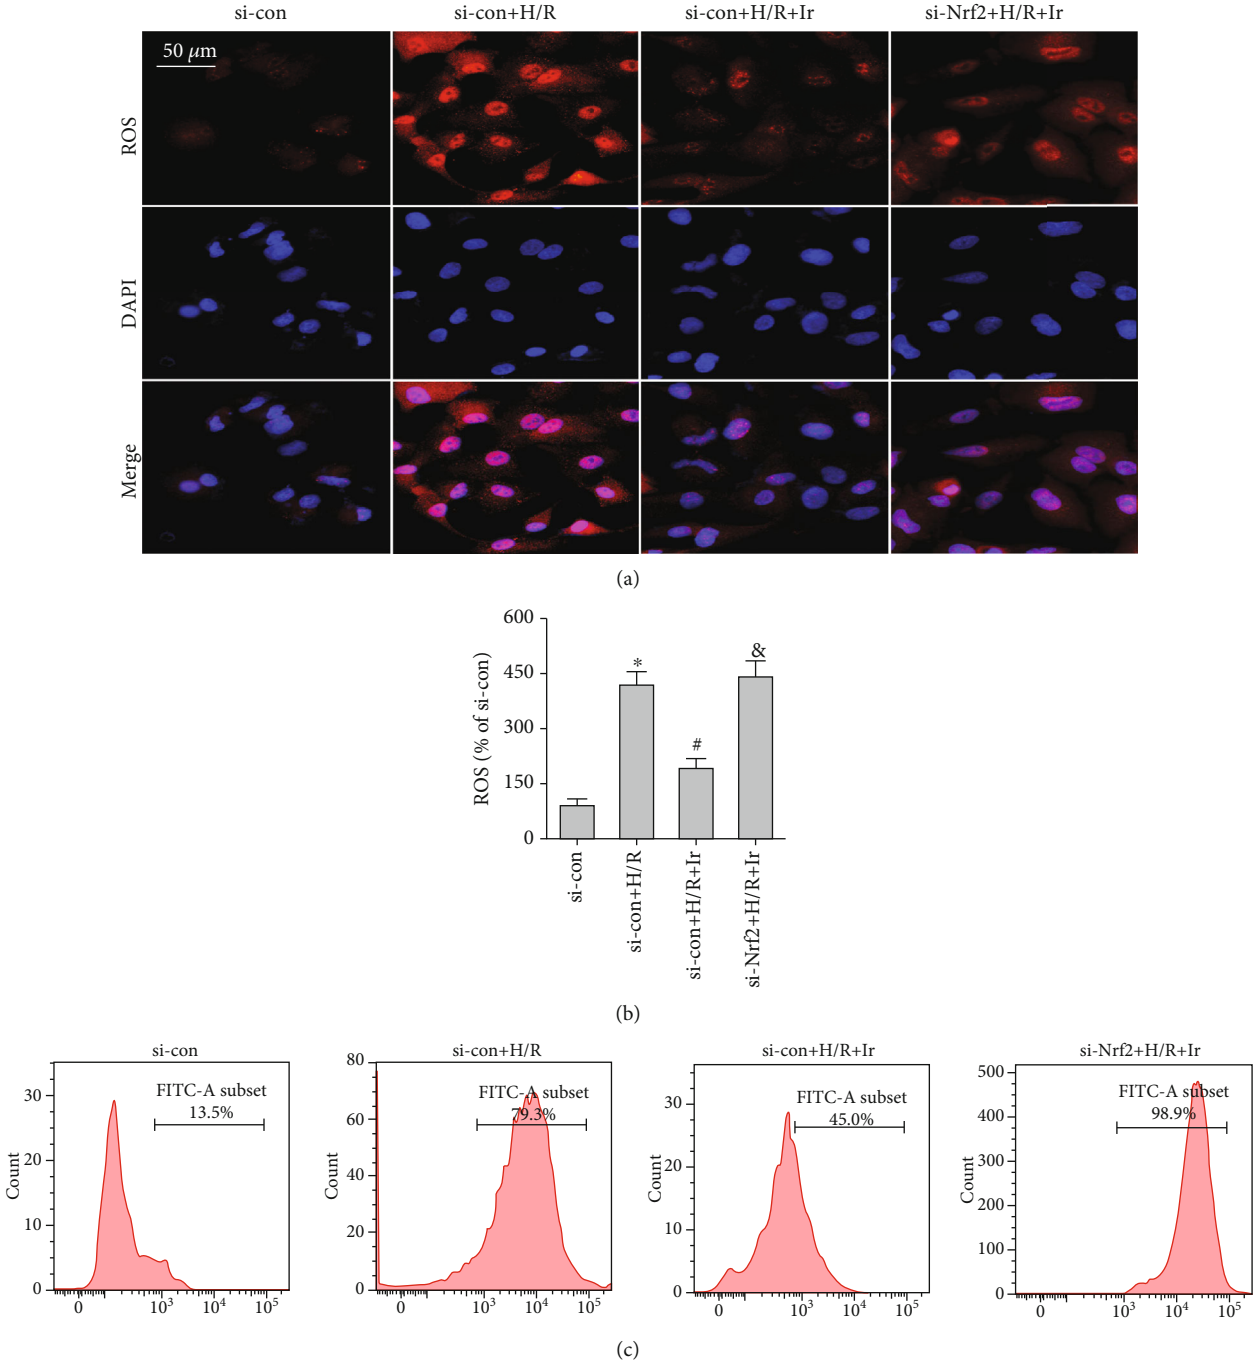 si-con si-con+H/R si-con+H/R+Ir si-Nrf2+H/R+Ir
50 μm
ROS
DAPI
Merge
(a)
ROS (% of si-con)
600
450
300
150
0
*
#
&
si-con
si-con+H/R
si-con+H/R+Ir
si-Nrf2+H/R+Ir
(b)
si-con
FITC-A subset
13.5%
Count
30
20
10
0
0 10³ 10⁴ 10⁵
si-con+H/R
FITC-A subset
79.3%
Count
80
60
40
20
0
0 10³ 10⁴ 10⁵
si-con+H/R+Ir
FITC-A subset
45.0%
Count
30
20
10
0
0 10³ 10⁴ 10⁵
si-Nrf2+H/R+Ir
FITC-A subset
98.9%
Count
500
400
300
200
100
0
0 10³ 10⁴ 10⁵
(c)